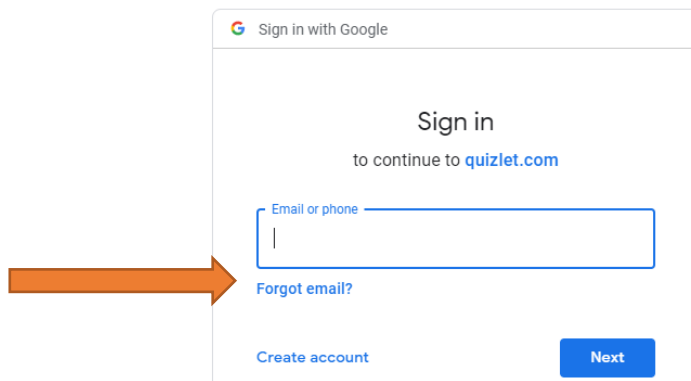 Sign in with Google
Sign in
to continue to quizlet.com
Email or phone
Forgot email?
Create account
Next